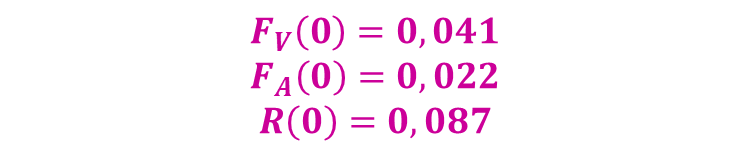 F_V(0) = 0,041
F_A(0) = 0,022
R(0) = 0,087